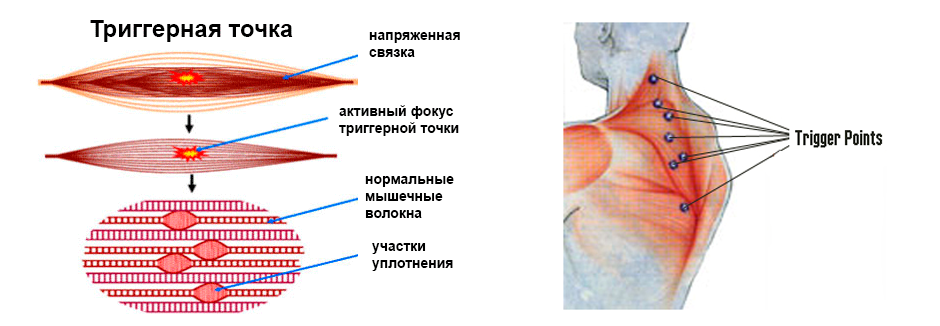 Триггерная точка
напряженная
связка
активный фокус
триггерной точки
нормальные
мышечные
волокна
участки
уплотнения
Trigger Points